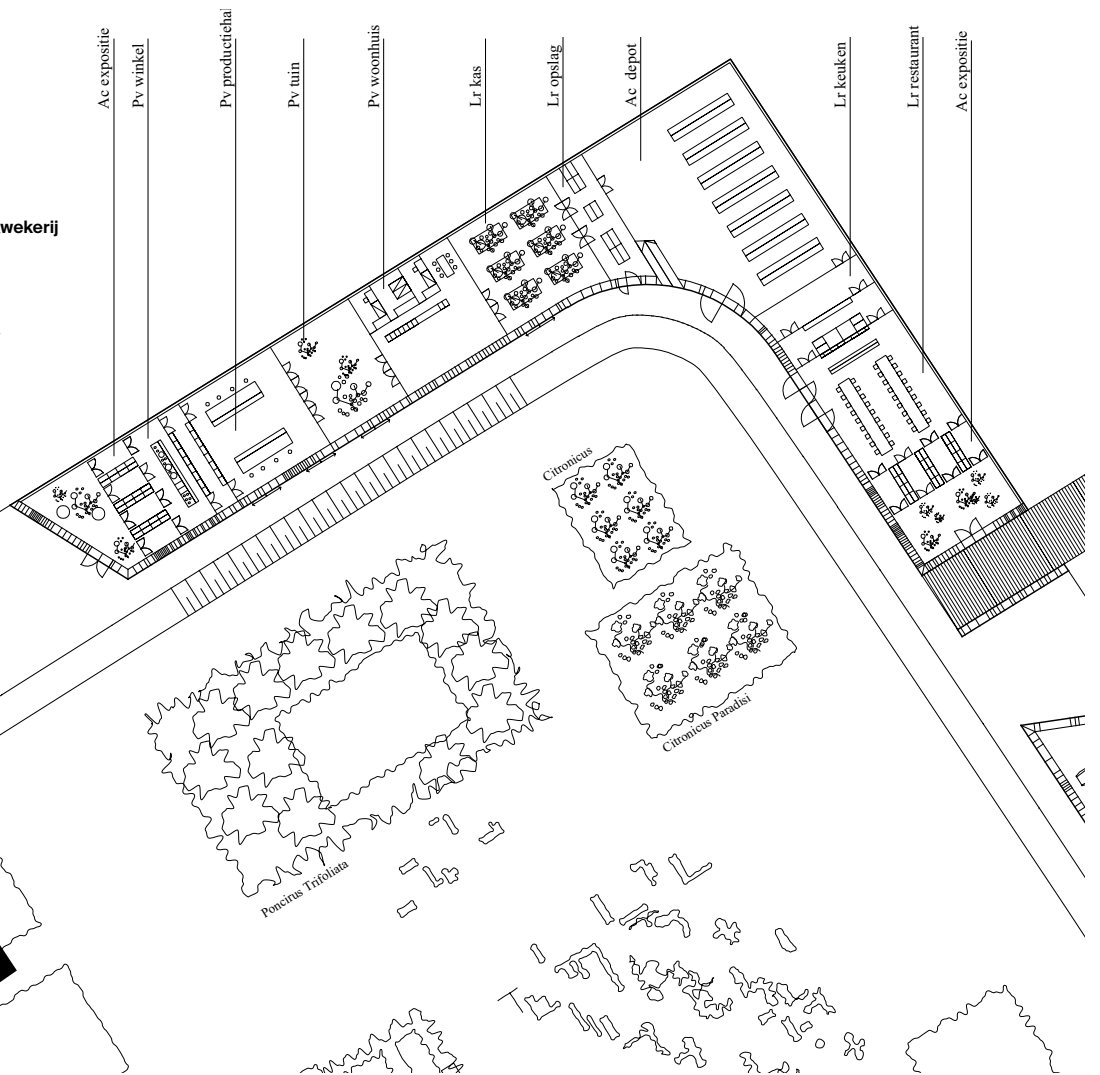 Ac expositie
Pv winkel
Pv productiehal
Pv tuin
Pv woonhuis
Lr kas
Lr opslag
Ac depot
Lr keuken
Lr restaurant
Ac expositie
wekerij
Citronicus
Citronicus Paradisi
Poncirus Trifoliata